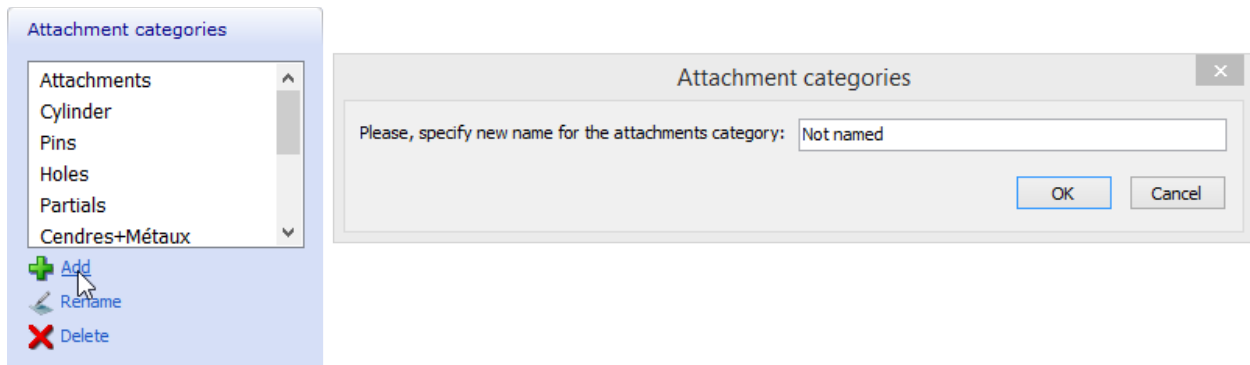 Attachment categories
Attachments
Cylinder
Pins
Holes
Partials
Cendres+Métaux
Add
Rename
Delete
Attachment categories
Please, specify new name for the attachments category: Not named
OK Cancel